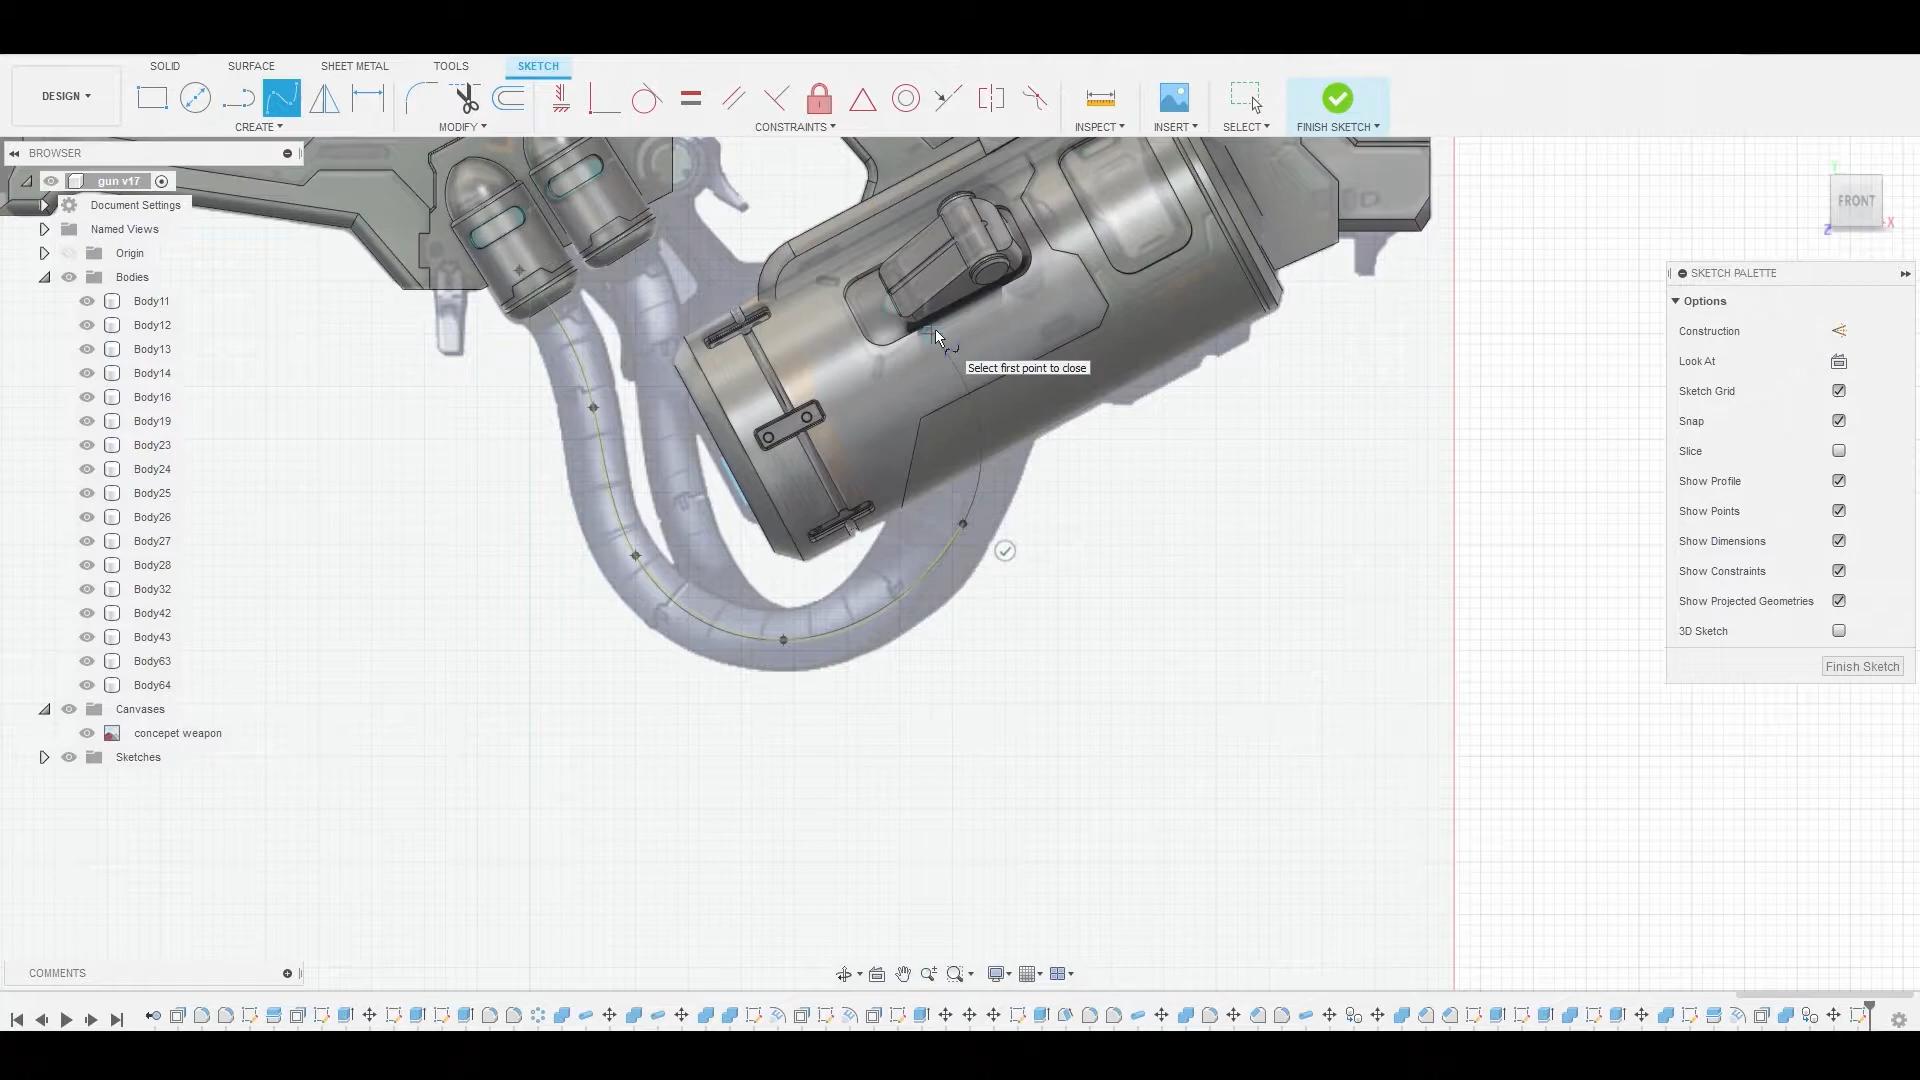 SOLID SURFACE SHEET METAL TOOLS SKETCH
DESIGN
CREATE MODIFY CONSTRAINTS INSPECT INSERT SELECT FINISH SKETCH
BROWSER
gun v17
Document Settings
Named Views
Origin
Bodies
Body11
Body12
Body13
Body14
Body16
Body19
Body23
Body24
Body25
Body26
Body27
Body28
Body32
Body42
Body43
Body63
Body64
Canvases
concepet weapon
Sketches
COMMENTS
Select first point to close
FRONT
X
Y
Z
SKETCH PALETTE
Options
Construction
Look At
Sketch Grid
Snap
Slice
Show Profile
Show Points
Show Dimensions
Show Constraints
Show Projected Geometries
3D Sketch
Finish Sketch